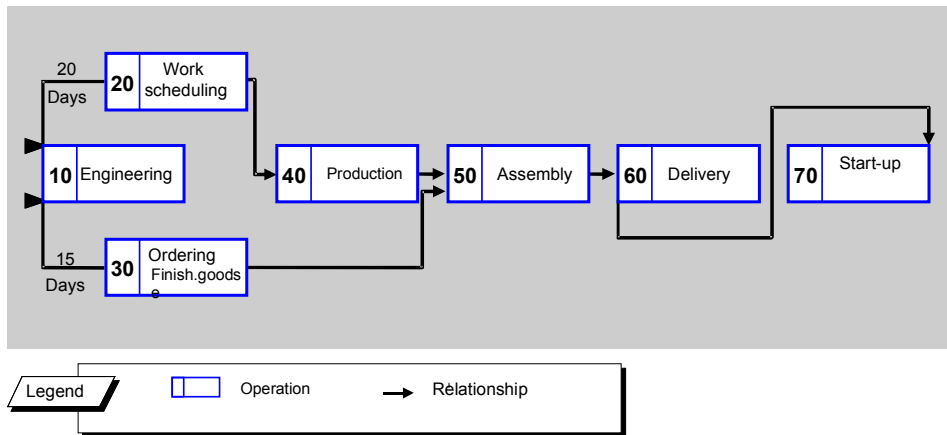 20
Days
20
Work
scheduling
10
Engineering
40
Production
50
Assembly
60
Delivery
70
Start-up
15
Days
30
Ordering
Finish.goods
e
Legend
Operation
Relationship